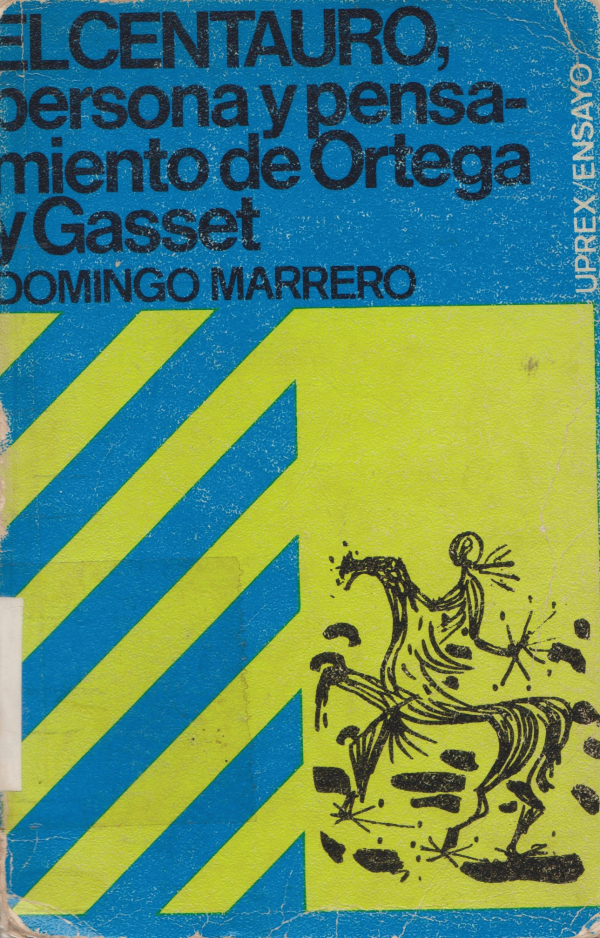 EL CENTAURO,
persona y pensa-
miento de Ortega
y Gasset
DOMINGO MARRERO
UPREX/ENSAYO